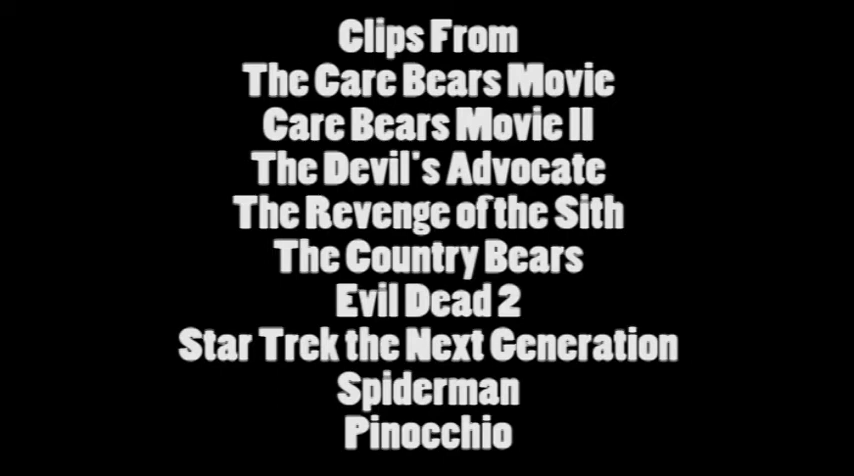 Clips From
The Care Bears Movie
Care Bears Movie II
The Devil's Advocate
The Revenge of the Sith
The Country Bears
Evil Dead 2
Star Trek the Next Generation
Spiderman
Pinocchio